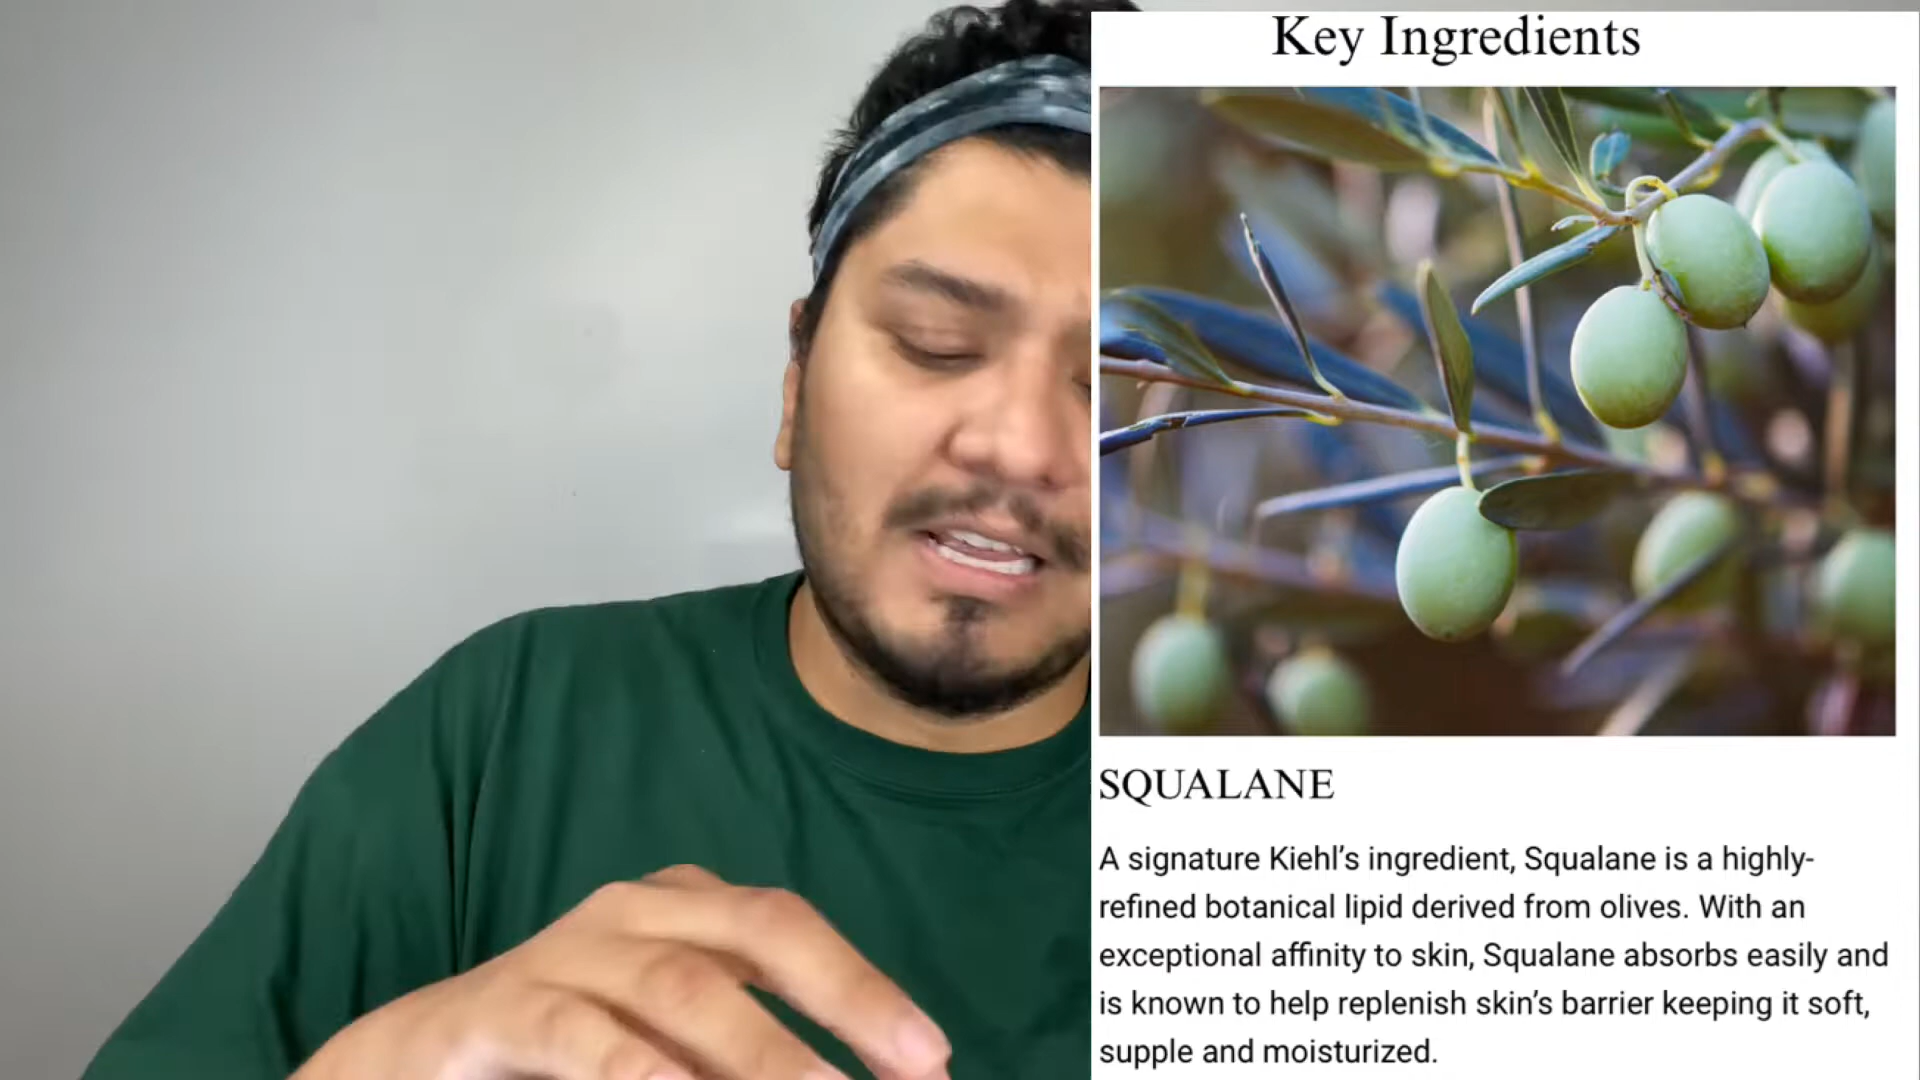 Key Ingredients
SQUALANE
A signature Kiehl’s ingredient, Squalane is a highly-
refined botanical lipid derived from olives. With an
exceptional affinity to skin, Squalane absorbs easily and
is known to help replenish skin’s barrier keeping it soft,
supple and moisturized.